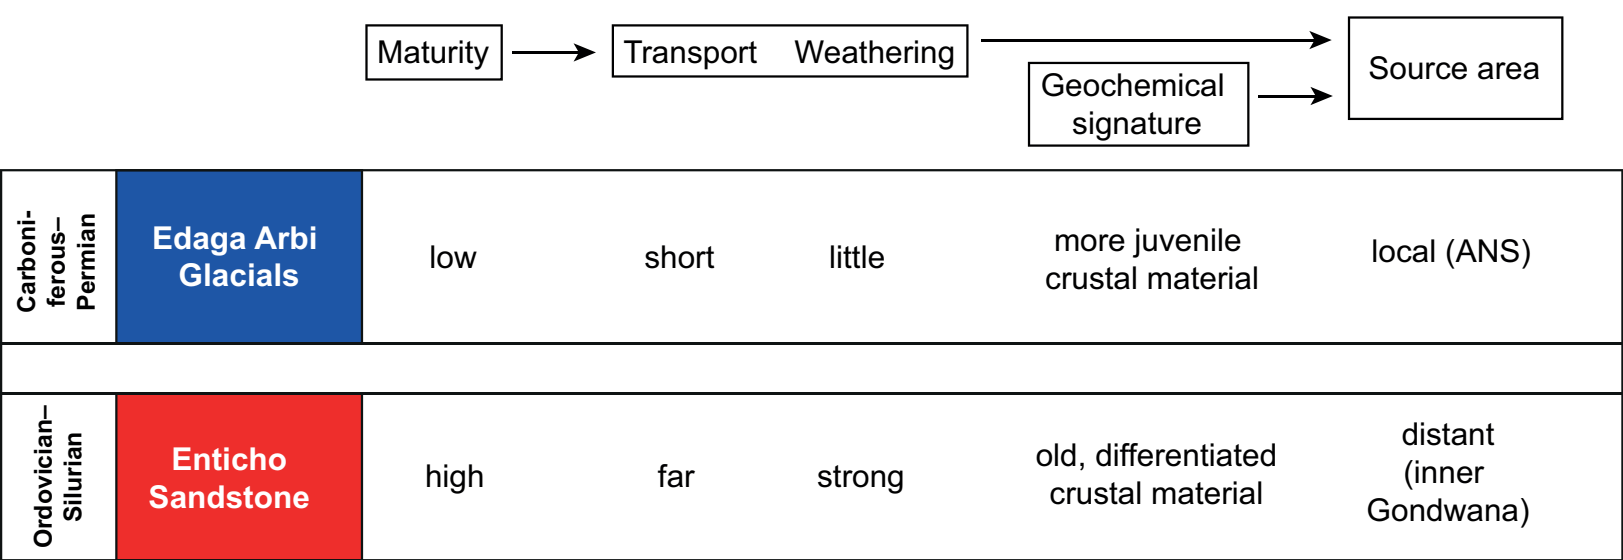 Maturity
Transport Weathering
Geochemical
signature
Source area
Carboni-
ferous–
Permian
Edaga Arbi
Glacials
low
short
little
more juvenile
crustal material
local (ANS)
Ordovician–
Silurian
Enticho
Sandstone
high
far
strong
old, differentiated
crustal material
distant
(inner
Gondwana)